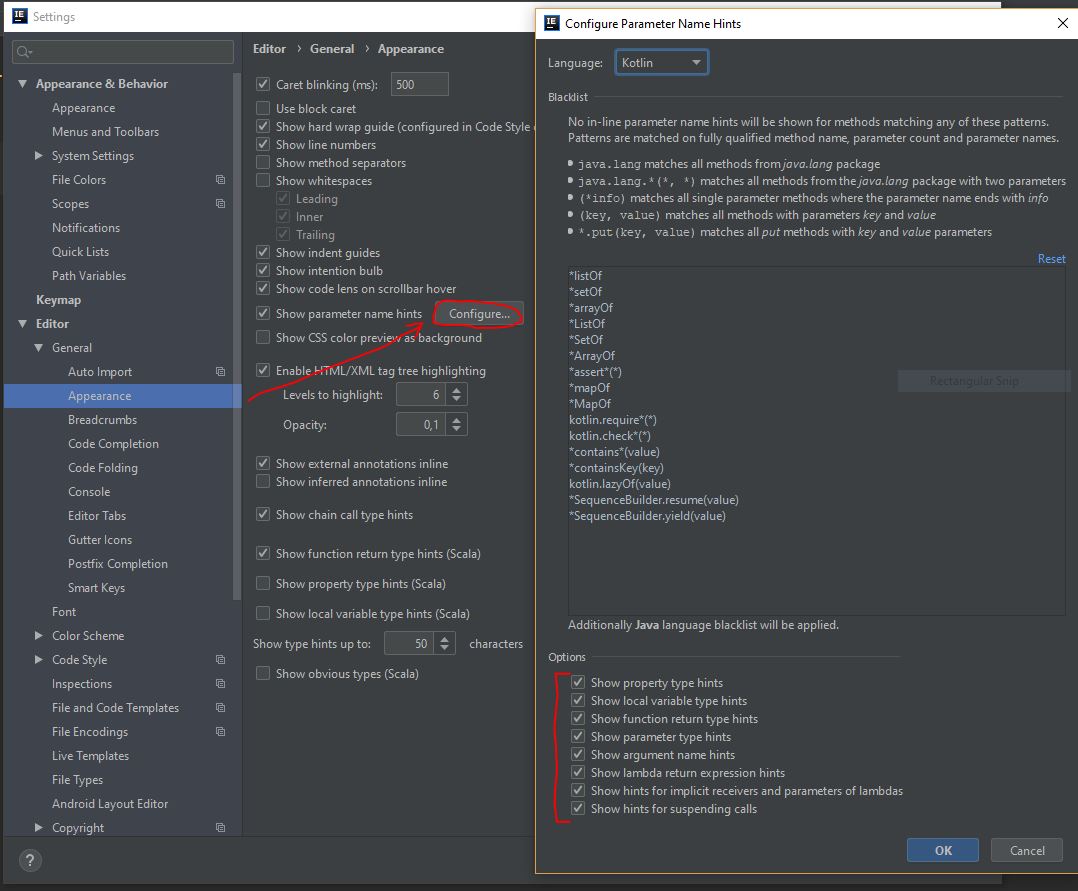 IE Settings
Appearance & Behavior
Appearance
Menus and Toolbars
System Settings
File Colors
Scopes
Notifications
Quick Lists
Path Variables
Keymap
Editor
General
Auto Import
Appearance
Breadcrumbs
Code Completion
Code Folding
Console
Editor Tabs
Gutter Icons
Postfix Completion
Smart Keys
Font
Color Scheme
Code Style
Inspections
File and Code Templates
File Encodings
Live Templates
File Types
Android Layout Editor
Copyright
?
Editor › General › Appearance
Caret blinking (ms): 500
Use block caret
Show hard wrap guide (configured in Code Style
Show line numbers
Show method separators
Show whitespaces
Leading
Inner
Trailing
Show indent guides
Show intention bulb
Show code lens on scrollbar hover
Show parameter name hints Configure...
Show CSS color preview as background
Enable HTML/XML tag tree highlighting
Levels to highlight: 6
Opacity: 0,1
Show external annotations inline
Show inferred annotations inline
Show chain call type hints
Show function return type hints (Scala)
Show property type hints (Scala)
Show local variable type hints (Scala)
Show type hints up to: 50 characters
Show obvious types (Scala)
IE Configure Parameter Name Hints
Language: Kotlin
Blacklist
No in-line parameter name hints will be shown for methods matching any of these patterns.
Patterns are matched on fully qualified method name, parameter count and parameter names.
• java.lang matches all methods from java.lang package
• java.lang.*(*, *) matches all methods from the java.lang package with two parameters
• (*info) matches all single parameter methods where the parameter name ends with info
• (key, value) matches all methods with parameters key and value
• *.put(key, value) matches all put methods with key and value parameters
Reset
*listOf
*setOf
*arrayOf
*ListOf
*SetOf
*ArrayOf
*assert*(*)
*mapOf
*MapOf
kotlin.require*(*)
kotlin.check*(*)
*contains*(value)
*containsKey(key)
kotlin.lazyOf(value)
*SequenceBuilder.resume(value)
*SequenceBuilder.yield(value)
Rectangular Snip
Additionally Java language blacklist will be applied.
Options
Show property type hints
Show local variable type hints
Show function return type hints
Show parameter type hints
Show argument name hints
Show lambda return expression hints
Show hints for implicit receivers and parameters of lambdas
Show hints for suspending calls
OK Cancel